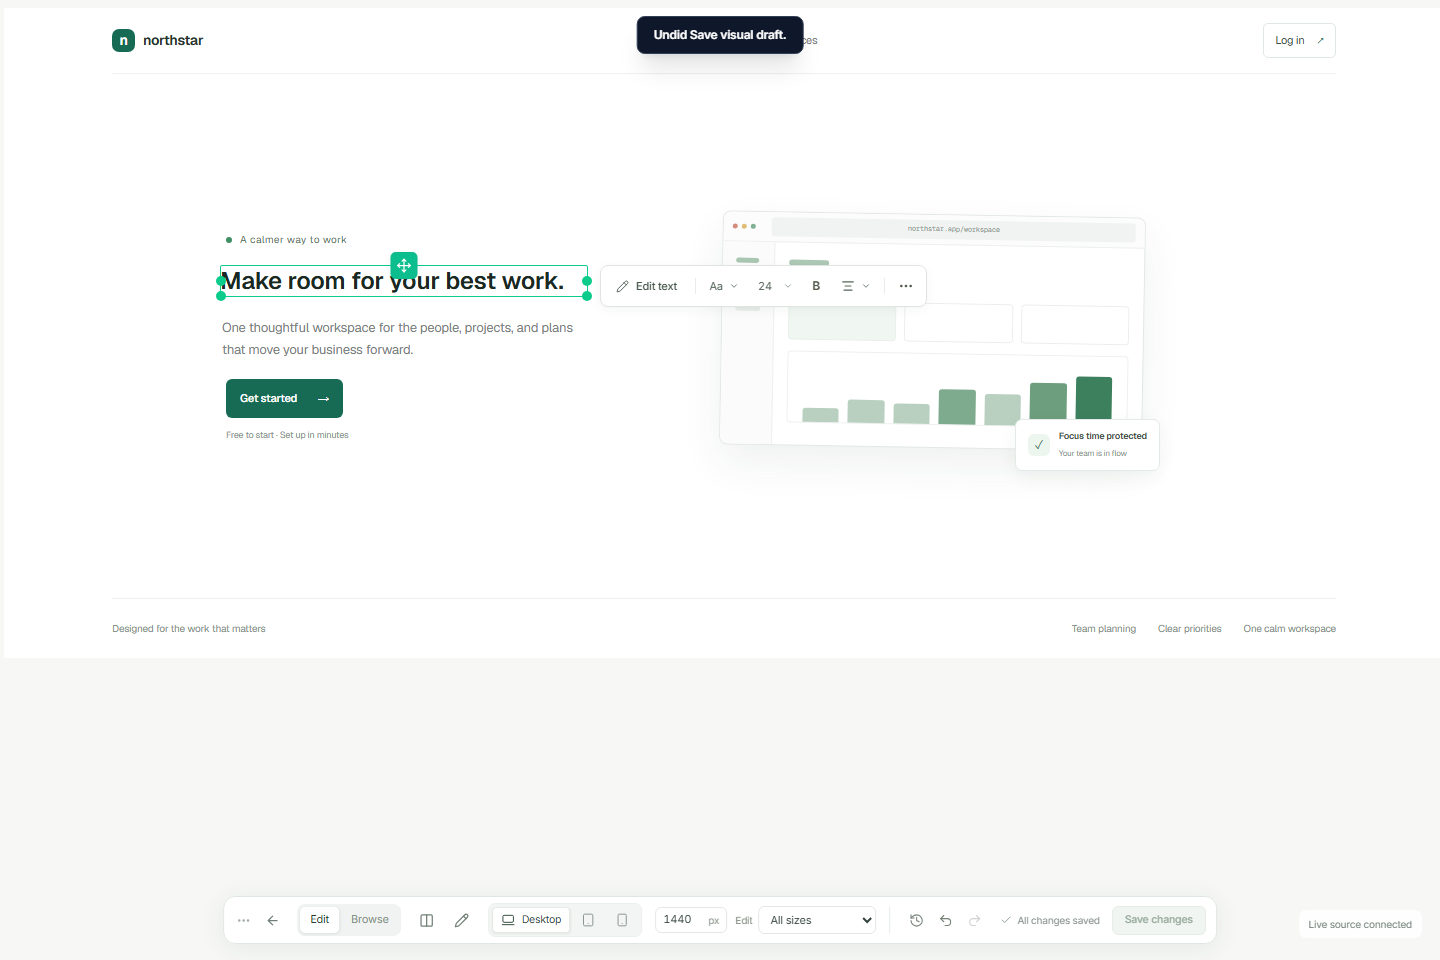 n northstar
Undid Save visual draft.
ces
Log in ↗
A calmer way to work
northstar.app/workspace
Make room for your best work.
Edit text
Aa
24
B
One thoughtful workspace for the people, projects, and plans
that move your business forward.
Get started →
Free to start · Set up in minutes
Focus time protected
Your team is in flow
Designed for the work that matters
Team planning
Clear priorities
One calm workspace
Edit
Browse
Desktop
1440 px
Edit
All sizes
All changes saved
Save changes
Live source connected